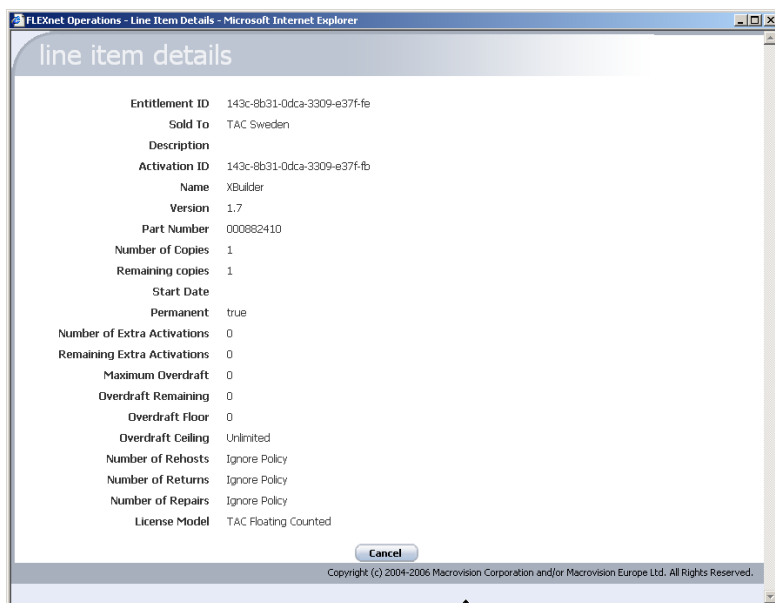 FLEXnet Operations - Line Item Details - Microsoft Internet Explorer
line item details
Entitlement ID 143c-8b31-0dca-3309-e37f-fe
Sold To TAC Sweden
Description
Activation ID 143c-8b31-0dca-3309-e37f-fb
Name XBuilder
Version 1.7
Part Number 000882410
Number of Copies 1
Remaining copies 1
Start Date
Permanent true
Number of Extra Activations 0
Remaining Extra Activations 0
Maximum Overdraft 0
Overdraft Remaining 0
Overdraft Floor 0
Overdraft Ceiling Unlimited
Number of Rehosts Ignore Policy
Number of Returns Ignore Policy
Number of Repairs Ignore Policy
License Model TAC Floating Counted
Cancel
Copyright (c) 2004-2006 Macrovision Corporation and/or Macrovision Europe Ltd. All Rights Reserved.